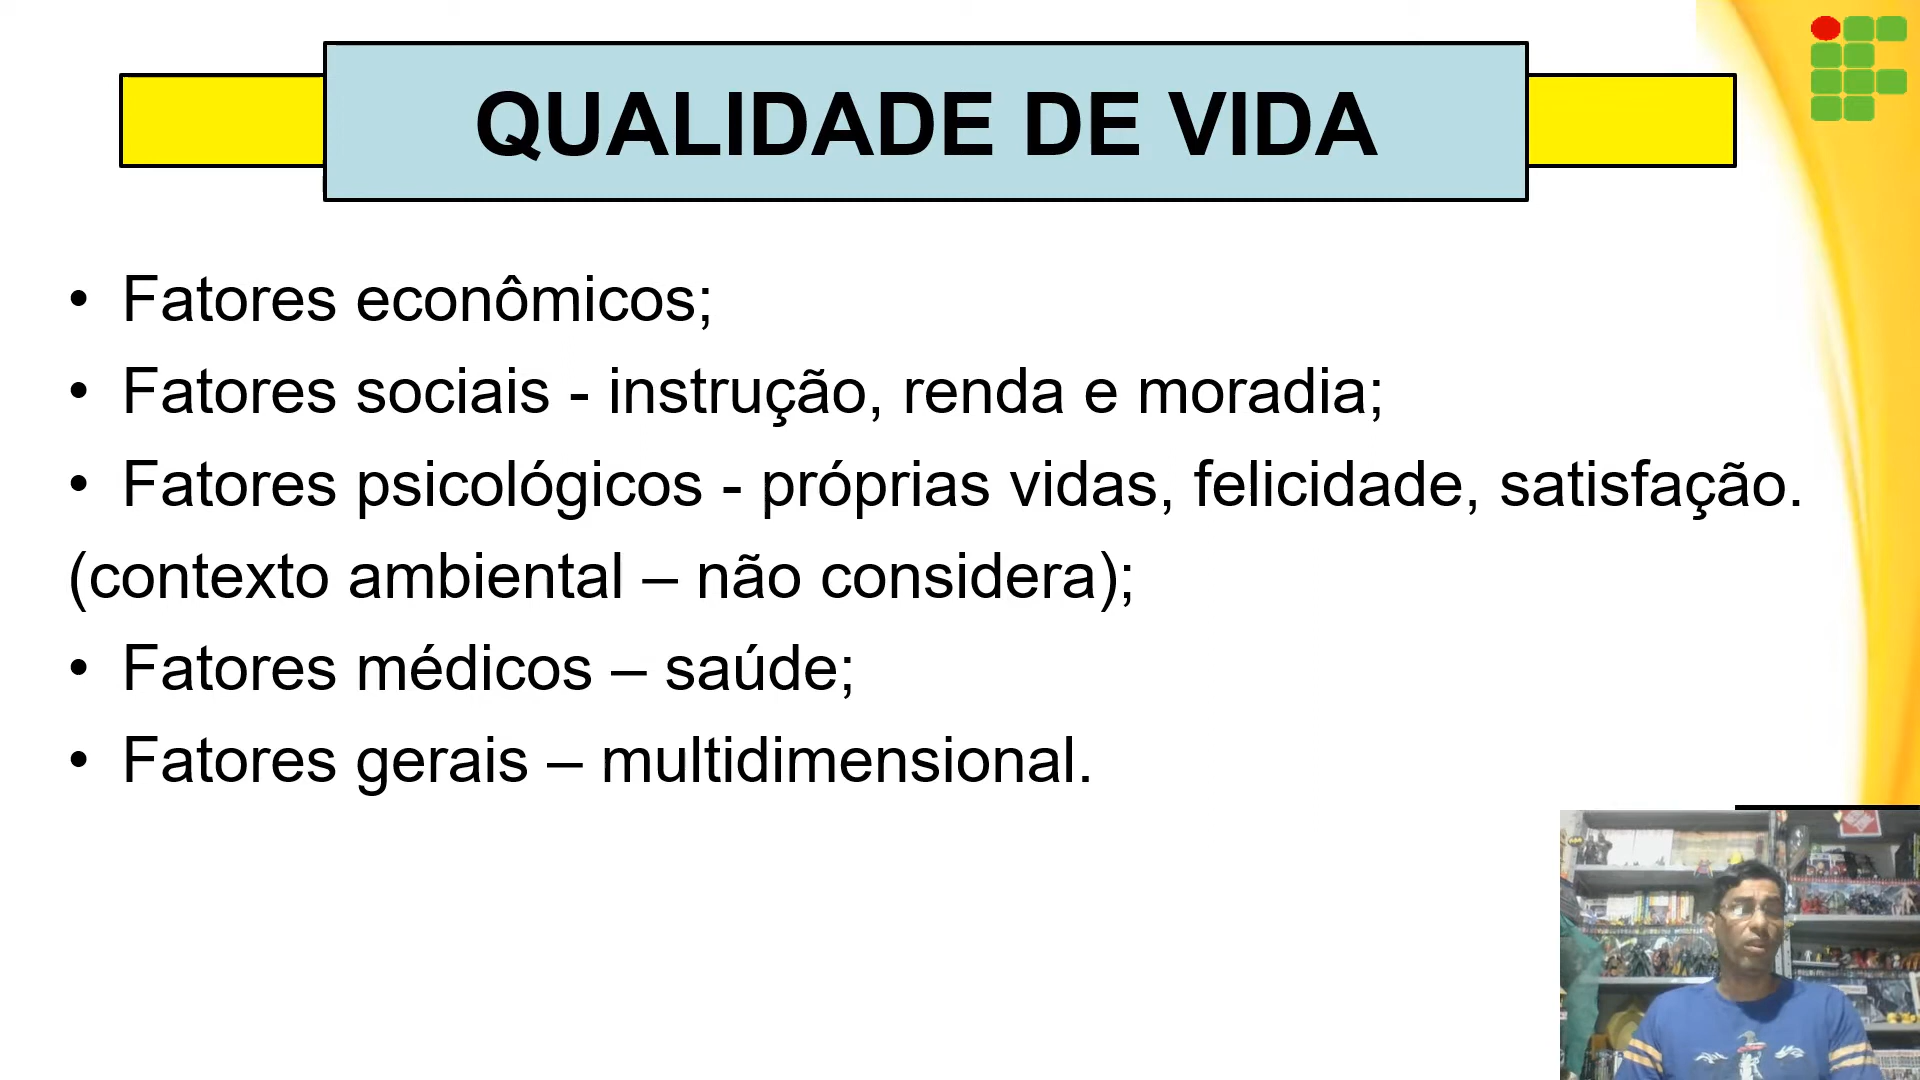 QUALIDADE DE VIDA
• Fatores econômicos;
• Fatores sociais - instrução, renda e moradia;
• Fatores psicológicos - próprias vidas, felicidade, satisfação.
(contexto ambiental – não considera);
• Fatores médicos – saúde;
• Fatores gerais – multidimensional.